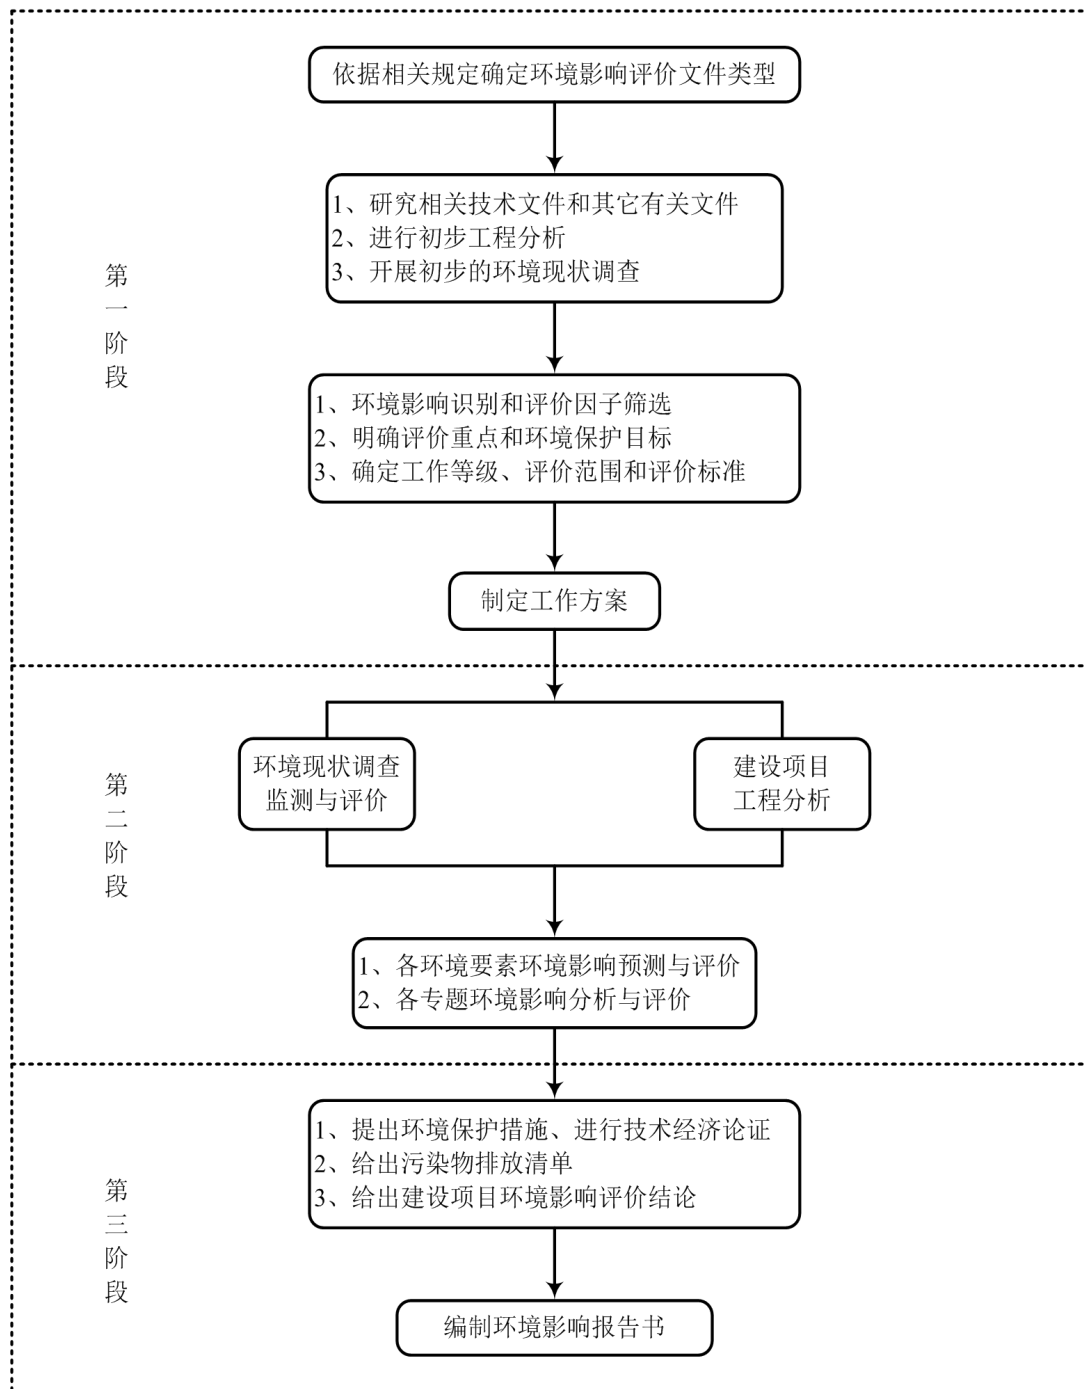 依据相关规定确定环境影响评价文件类型
1、研究相关技术文件和其它有关文件
2、进行初步工程分析
3、开展初步的环境现状调查
第一阶段
1、环境影响识别和评价因子筛选
2、明确评价重点和环境保护目标
3、确定工作等级、评价范围和评价标准
制定工作方案
第二阶段
环境现状调查
监测与评价
建设项目
工程分析
1、各环境要素环境影响预测与评价
2、各专题环境影响分析与评价
第三阶段
1、提出环境保护措施、进行技术经济论证
2、给出污染物排放清单
3、给出建设项目环境影响评价结论
编制环境影响报告书